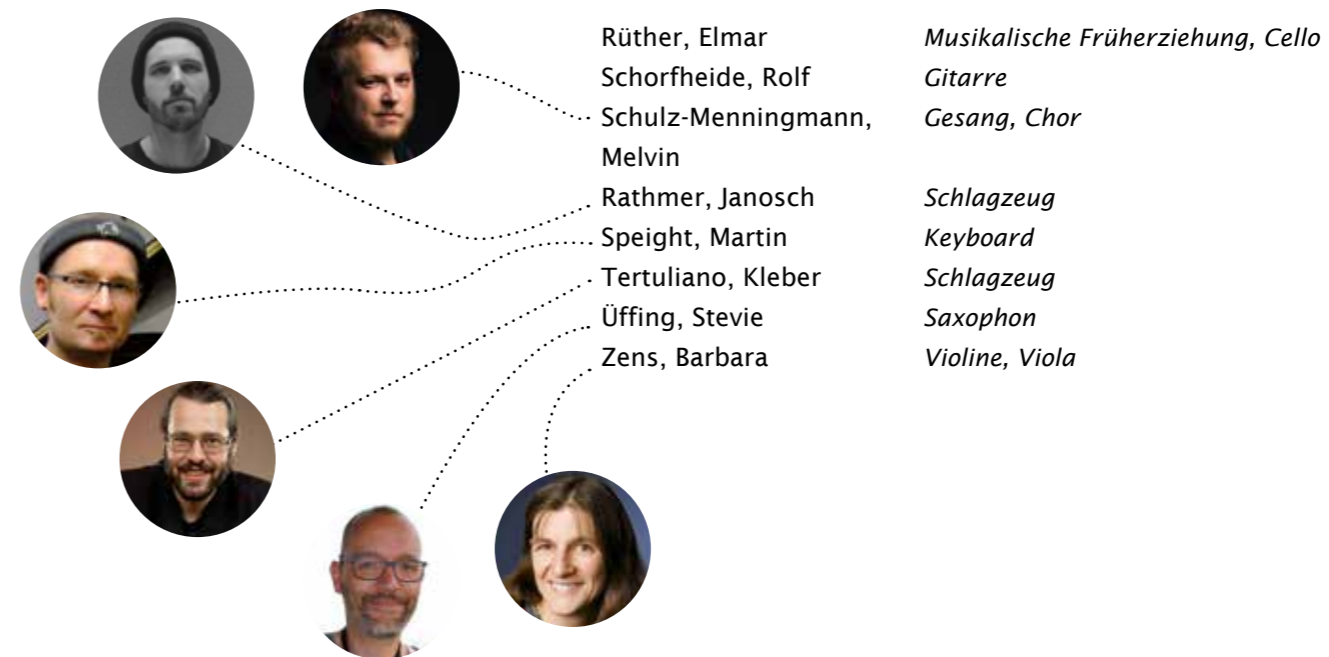 Rüther, Elmar Musikalische Früherziehung, Cello
Schorfheide, Rolf Gitarre
Schulz-Menningmann, Gesang, Chor
Melvin
Rathmer, Janosch Schlagzeug
Speight, Martin Keyboard
Tertuliano, Kleber Schlagzeug
Üffing, Stevie Saxophon
Zens, Barbara Violine, Viola